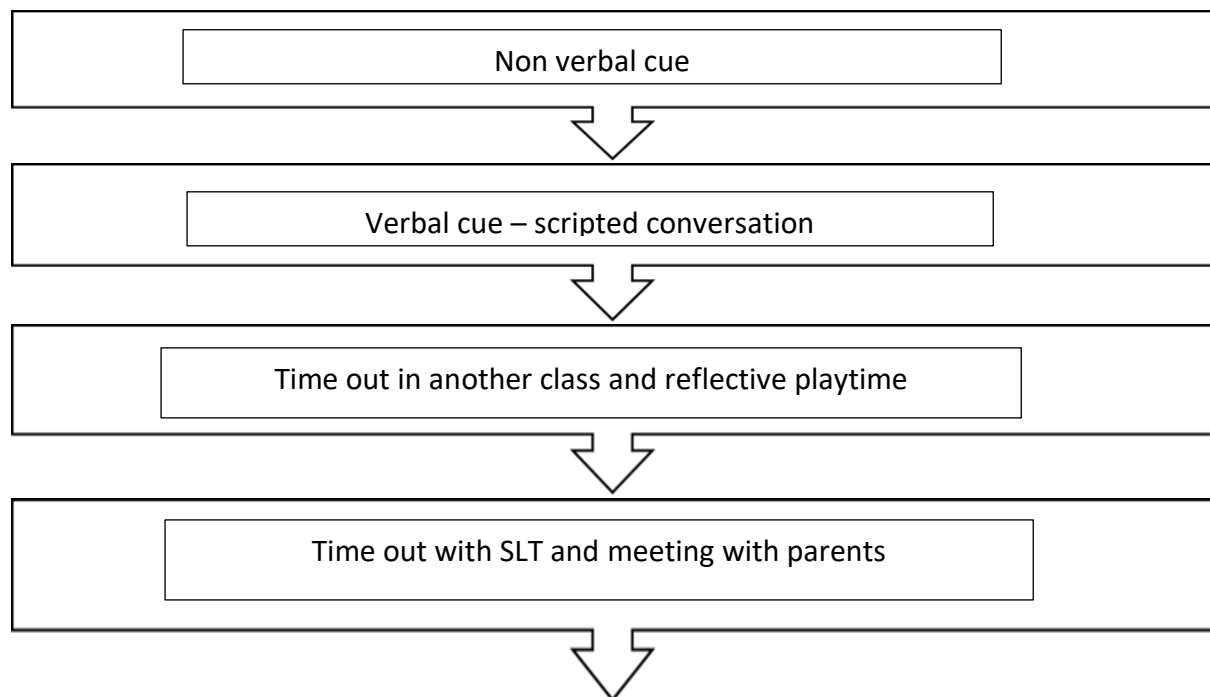 Non verbal cue
Verbal cue – scripted conversation
Time out in another class and reflective playtime
Time out with SLT and meeting with parents